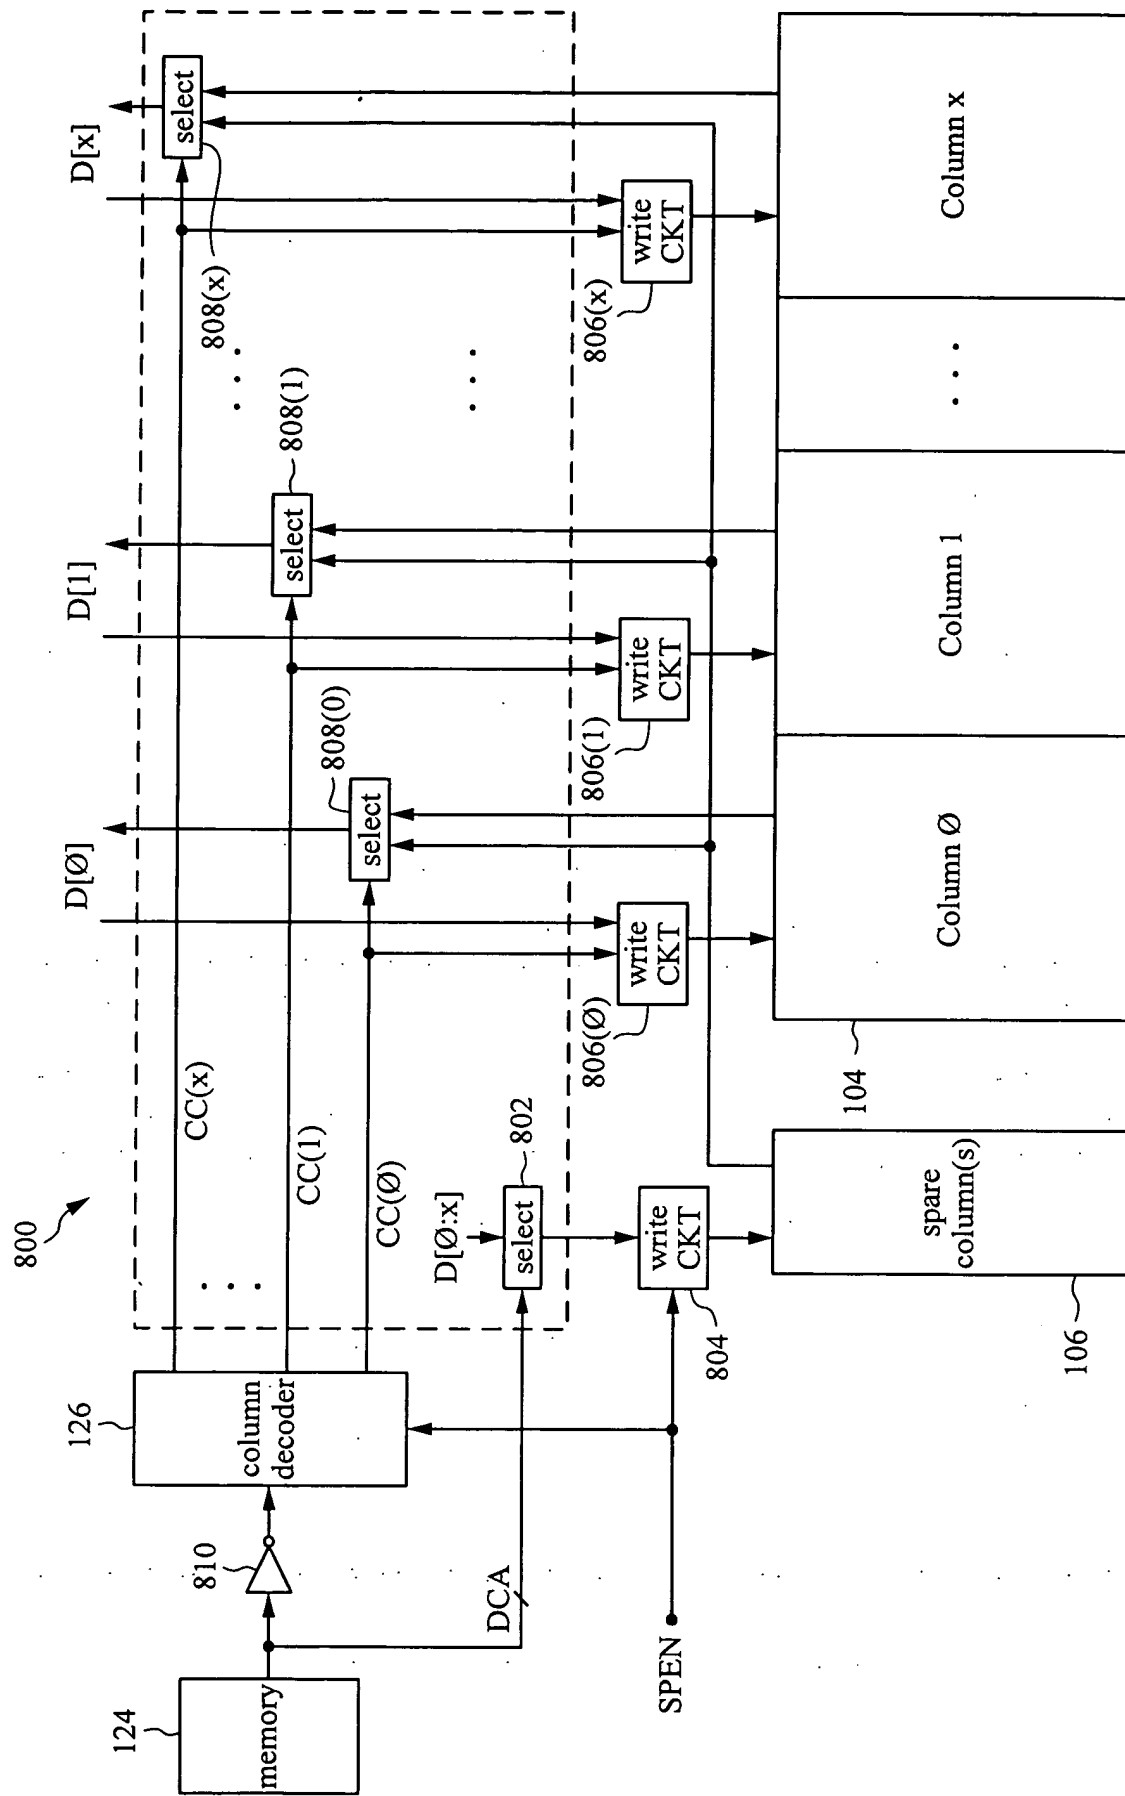 800
D[Ø]
D[1]
D[x]
124
memory
810
126
column
decoder
DCA
SPEN
CC(x)
CC(1)
CC(Ø)
. . .
D[Ø:x]
select
802
write
CKT
804
select
808(0)
select
808(1)
select
808(x)
. . .
. . .
write
CKT
806(Ø)
write
CKT
806(1)
write
CKT
806(x)
spare
column(s)
106
104
Column Ø
Column 1
. . .
Column x